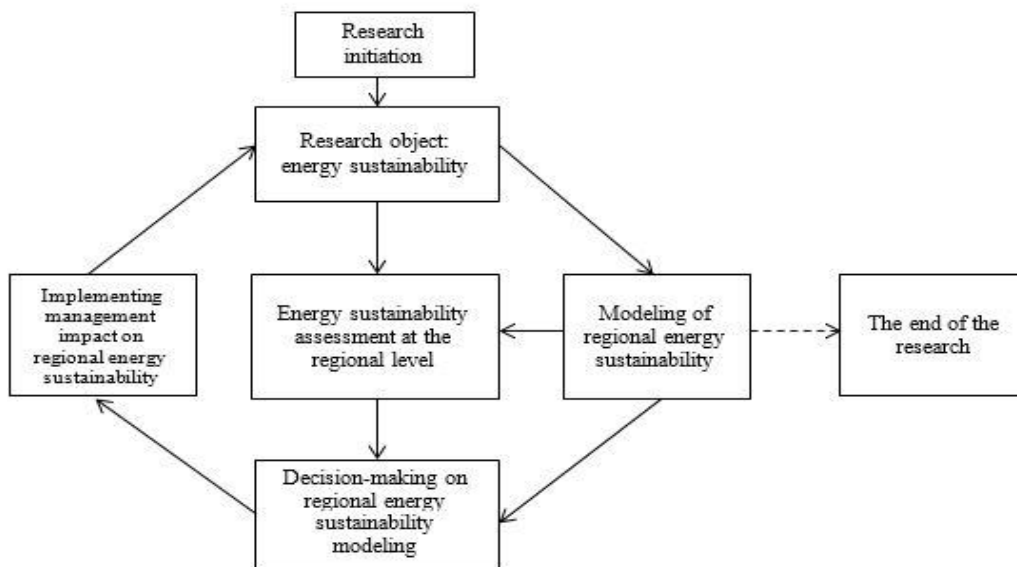 Research
initiation
Research object:
energy sustainability
Implementing
management
impact on
regional energy
sustainability
Energy sustainability
assessment at the
regional level
Modeling of
regional energy
sustainability
The end of the
research
Decision-making on
regional energy
sustainability
modeling